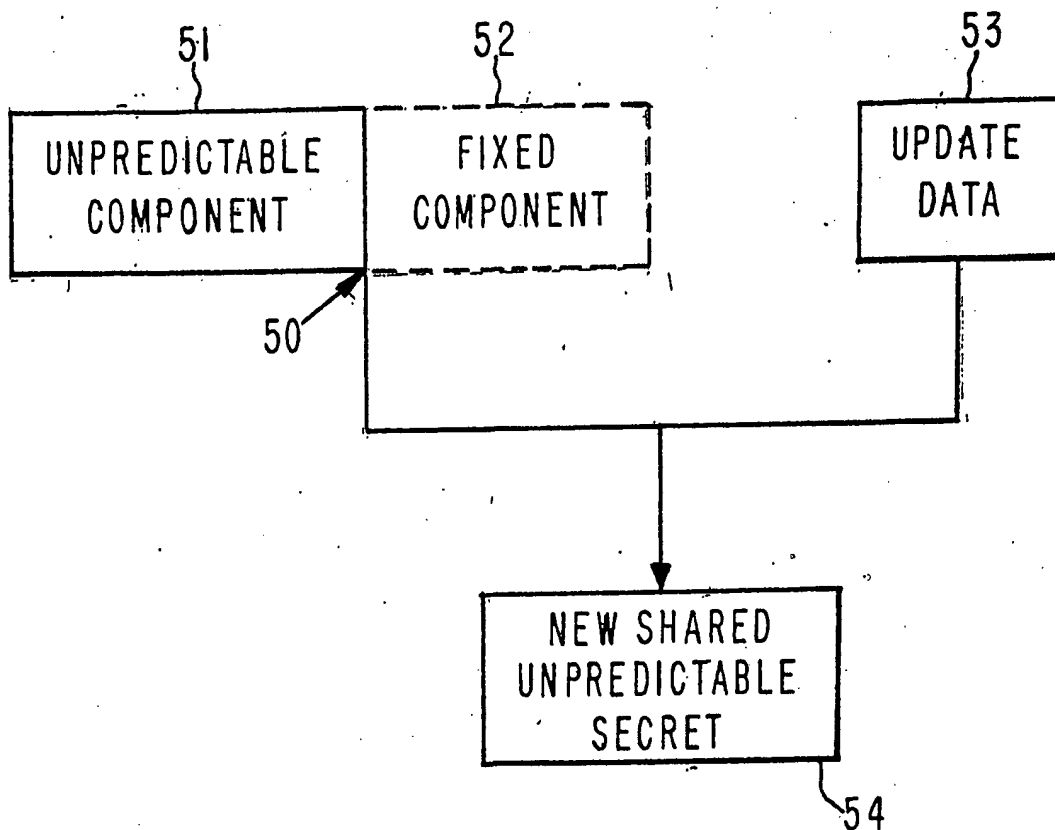 51
52
53
UNPREDICTABLE
COMPONENT
FIXED
COMPONENT
UPDATE
DATA
50
NEW SHARED
UNPREDICTABLE
SECRET
54